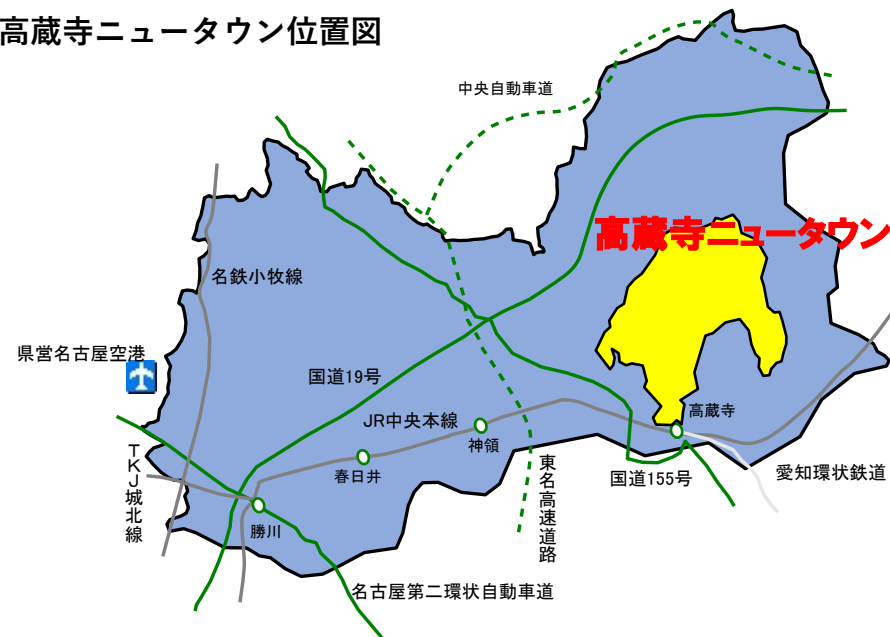 高蔵寺ニュータウン位置図
中央自動車道
高蔵寺ニュータウン
名鉄小牧線
県営名古屋空港
国道19号
JR中央本線
高蔵寺
神領
春日井
TKJ城北線
東名高速道路
国道155号
愛知環状鉄道
勝川
名古屋第二環状自動車道